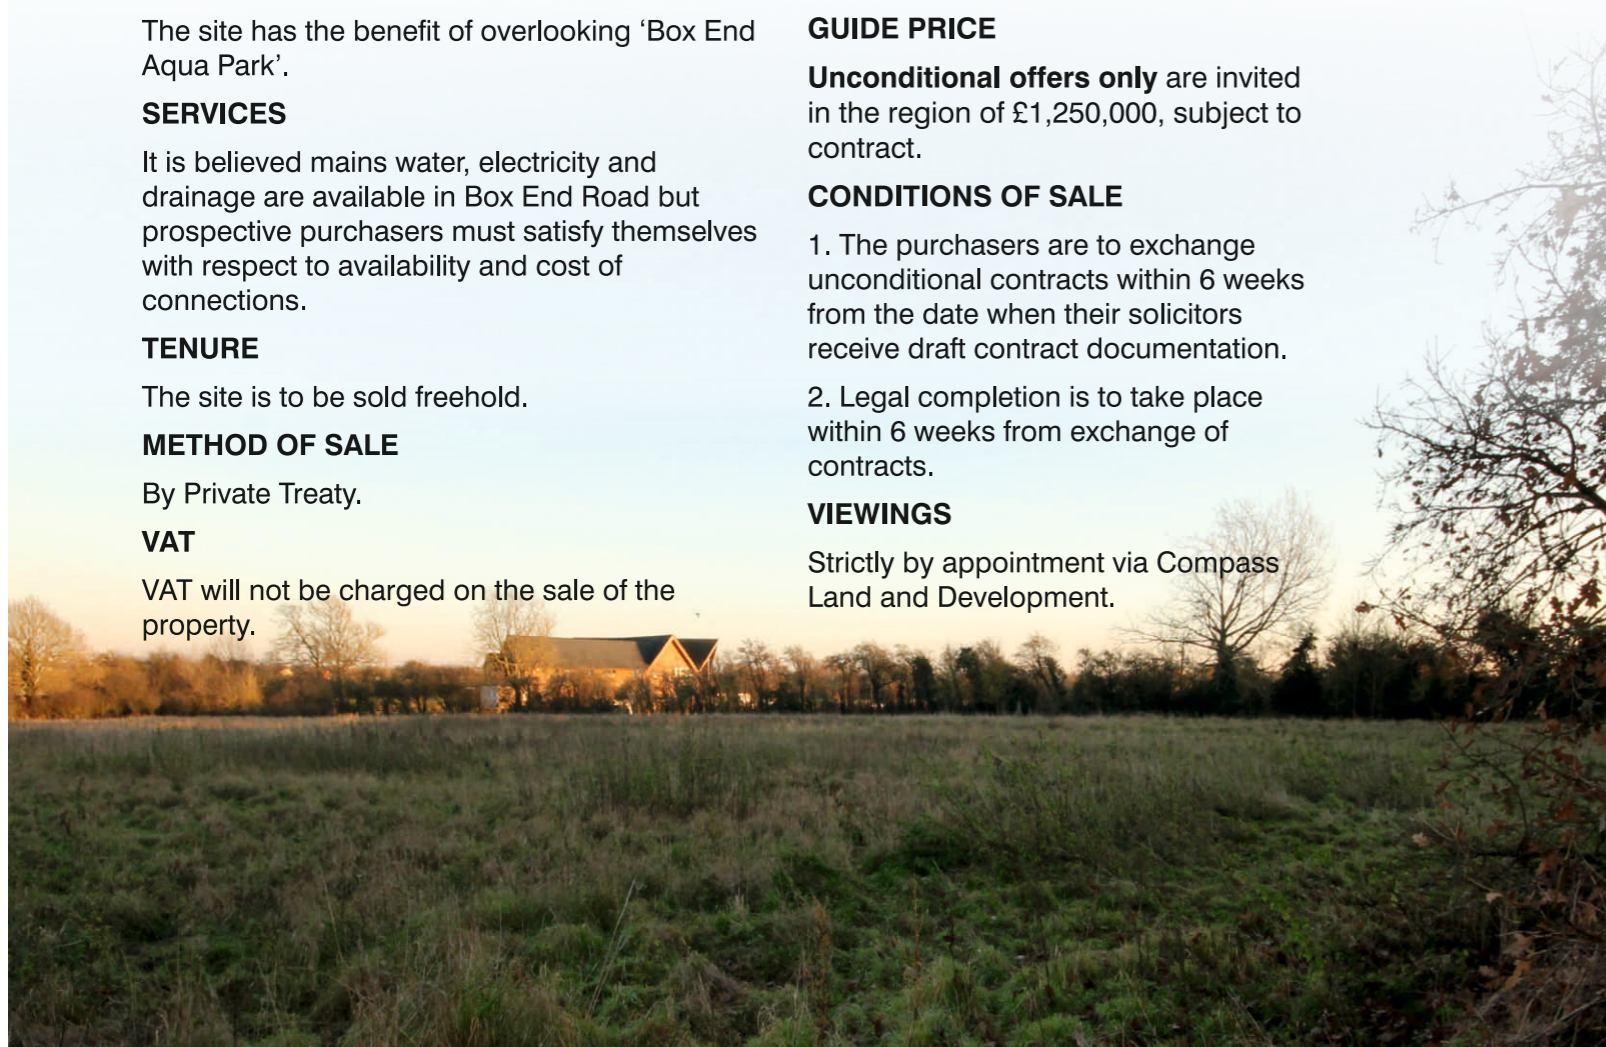 The site has the benefit of overlooking ‘Box End
Aqua Park’.
SERVICES
It is believed mains water, electricity and
drainage are available in Box End Road but
prospective purchasers must satisfy themselves
with respect to availability and cost of
connections.
TENURE
The site is to be sold freehold.
METHOD OF SALE
By Private Treaty.
VAT
VAT will not be charged on the sale of the
property.
GUIDE PRICE
Unconditional offers only are invited
in the region of £1,250,000, subject to
contract.
CONDITIONS OF SALE
1. The purchasers are to exchange
unconditional contracts within 6 weeks
from the date when their solicitors
receive draft contract documentation.
2. Legal completion is to take place
within 6 weeks from exchange of
contracts.
VIEWINGS
Strictly by appointment via Compass
Land and Development.